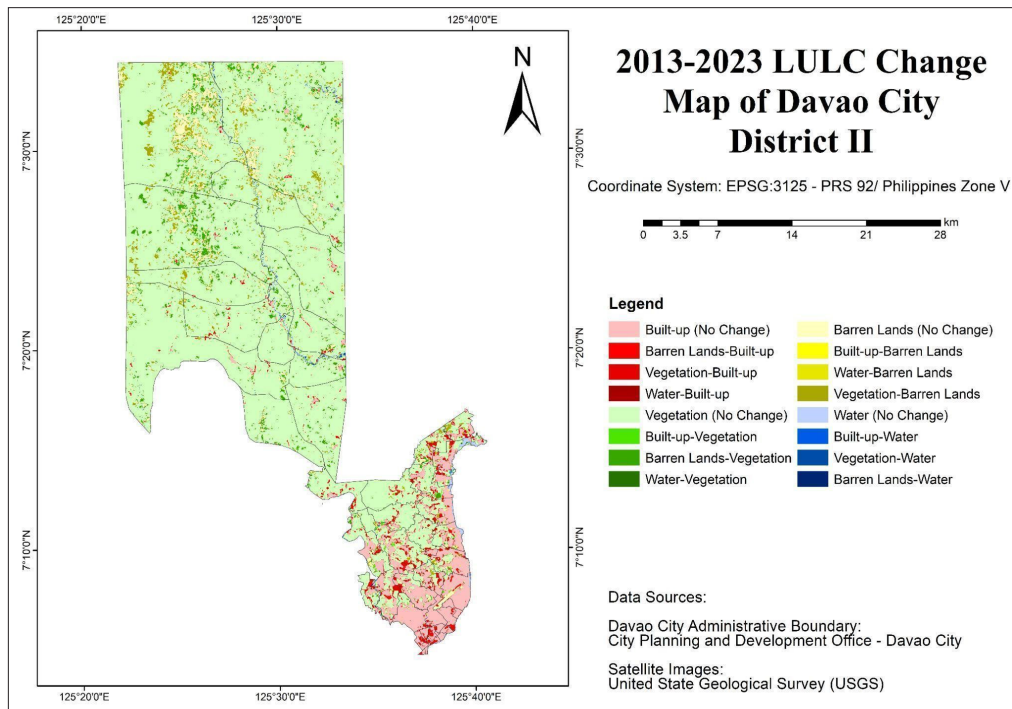 125°20'0"E 125°30'0"E 125°40'0"E
7°30'0"N 7°20'0"N 7°10'0"N
7°30'0"N 7°20'0"N 7°10'0"N
125°20'0"E 125°30'0"E 125°40'0"E
N
2013-2023 LULC Change
Map of Davao City
District II
Coordinate System: EPSG:3125 - PRS 92/ Philippines Zone V
km
0 3.5 7 14 21 28
Legend
Built-up (No Change)
Barren Lands-Built-up
Vegetation-Built-up
Water-Built-up
Vegetation (No Change)
Built-up-Vegetation
Barren Lands-Vegetation
Water-Vegetation
Barren Lands (No Change)
Built-up-Barren Lands
Water-Barren Lands
Vegetation-Barren Lands
Water (No Change)
Built-up-Water
Vegetation-Water
Barren Lands-Water
Data Sources:
Davao City Administrative Boundary:
City Planning and Development Office - Davao City
Satellite Images:
United State Geological Survey (USGS)